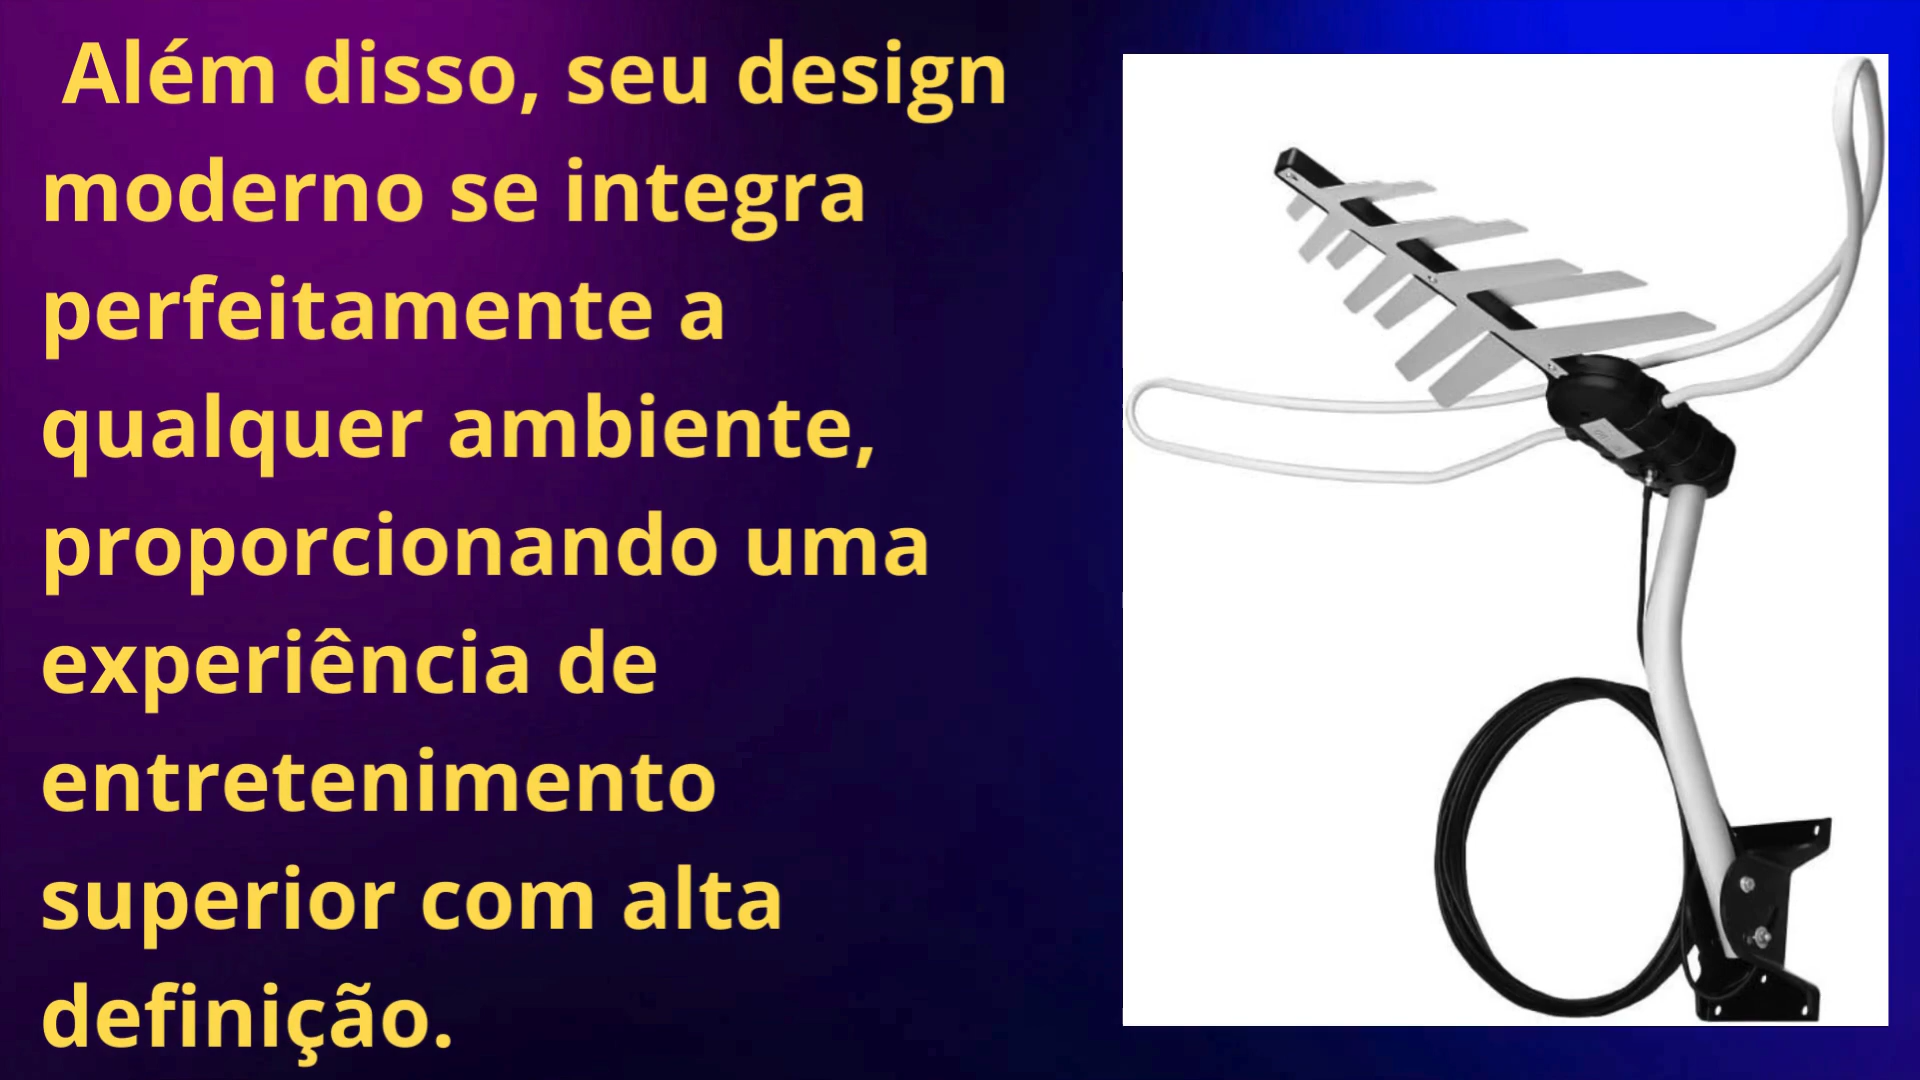 Além disso, seu design
moderno se integra
perfeitamente a
qualquer ambiente,
proporcionando uma
experiência de
entretenimento
superior com alta
definição.